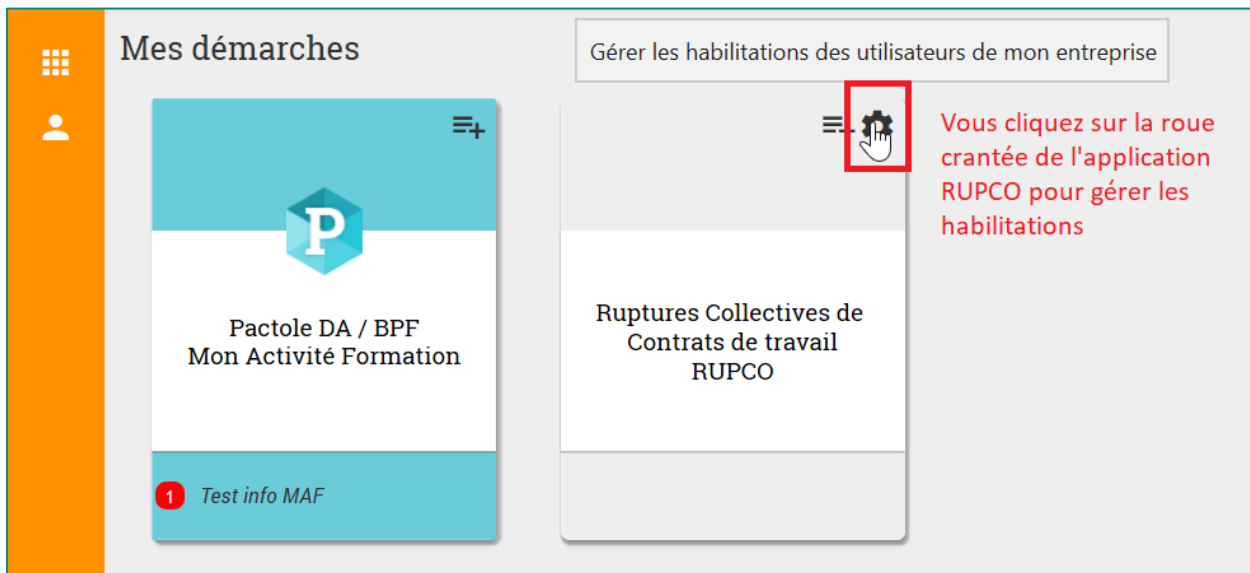 Mes démarches
Gérer les habilitations des utilisateurs de mon entreprise
Vous cliquez sur la roue
crantée de l'application
RUPCO pour gérer les
habilitations
P
Pactole DA / BPF
Mon Activité Formation
Ruptures Collectives de
Contrats de travail
RUPCO
1 Test info MAF